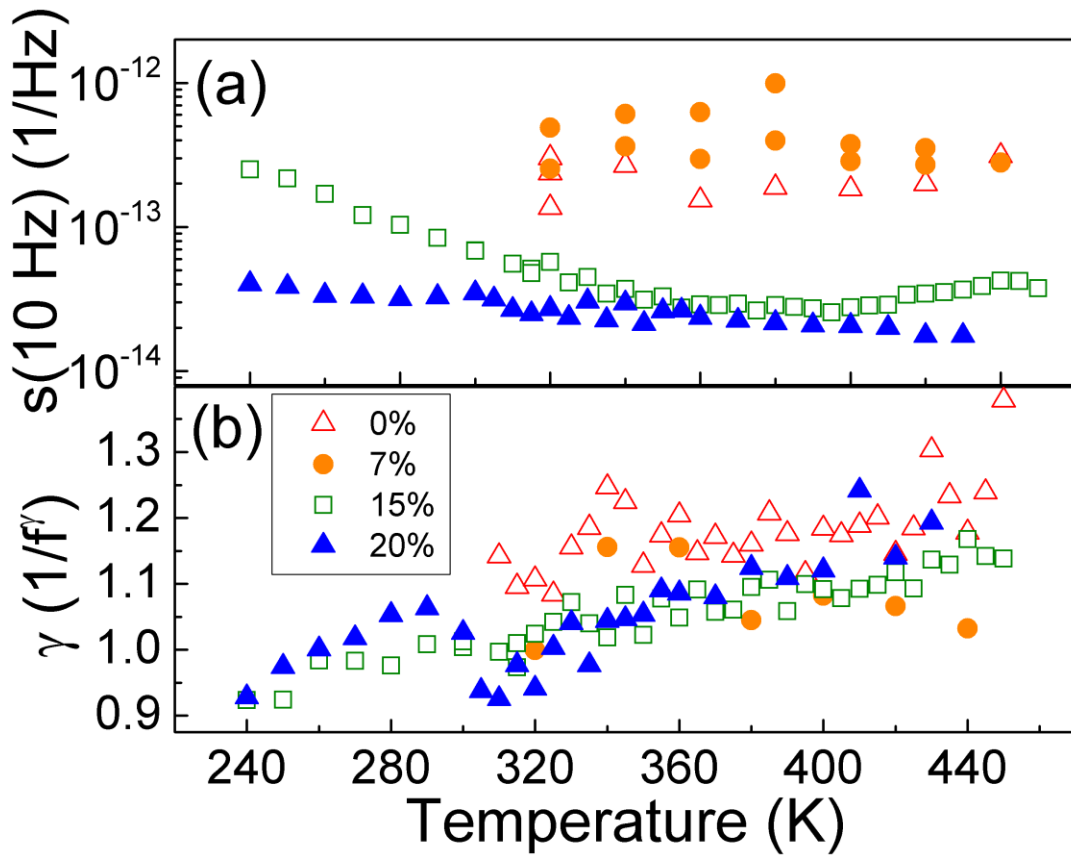 s(10 Hz) (1/Hz)
(a)
10⁻¹²
10⁻¹³
10⁻¹⁴
γ (1/f^γ)
(b)
1.3
1.2
1.1
1.0
0.9
0%
7%
15%
20%
240 320 360 400 440
Temperature (K)